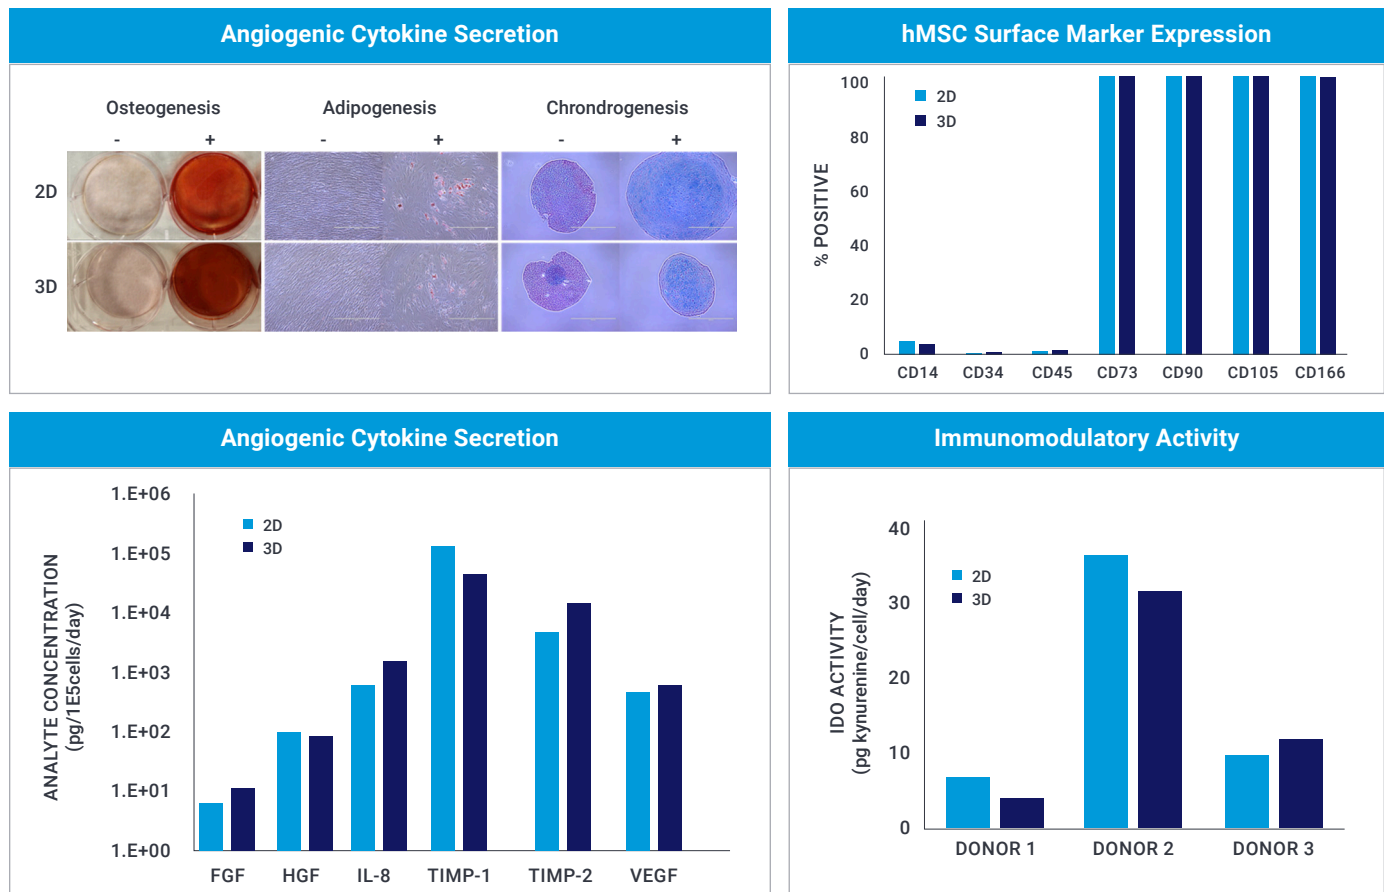 Angiogenic Cytokine Secretion
Osteogenesis Adipogenesis Chrondrogenesis
- + - + - +
2D
3D
hMSC Surface Marker Expression
% POSITIVE
100
80
60
40
20
0
2D
3D
CD14 CD34 CD45 CD73 CD90 CD105 CD166
Angiogenic Cytokine Secretion
ANALYTE CONCENTRATION
(pg/1E5cells/day)
1.E+06
1.E+05
1.E+04
1.E+03
1.E+02
1.E+01
1.E+00
2D
3D
FGF HGF IL-8 TIMP-1 TIMP-2 VEGF
Immunomodulatory Activity
IDO ACTIVITY
(pg kynurenine/cell/day)
40
30
20
10
0
2D
3D
DONOR 1 DONOR 2 DONOR 3